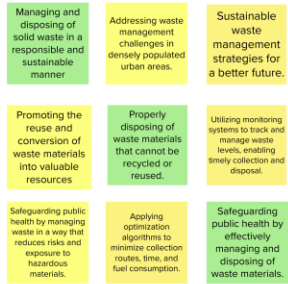 Managing and
disposing of
solid waste in a
responsible and
sustainable
manner
Addressing waste
management
challenges in
densely populated
urban areas.
Sustainable
waste
management
strategies for
a better future.
Promoting the
reuse and
conversion of
waste materials
into valuable
resources
Properly
disposing of
waste materials
that cannot be
recycled or
reused.
Utilizing monitoring
systems to track and
manage waste
levels, enabling
timely collection and
disposal.
Safeguarding public
health by managing
waste in a way that
reduces risks and
exposure to
hazardous
materials.
Applying
optimization
algorithms to
minimize collection
routes, time, and
fuel consumption.
Safeguarding
public health by
effectively
managing and
disposing of
waste materials.